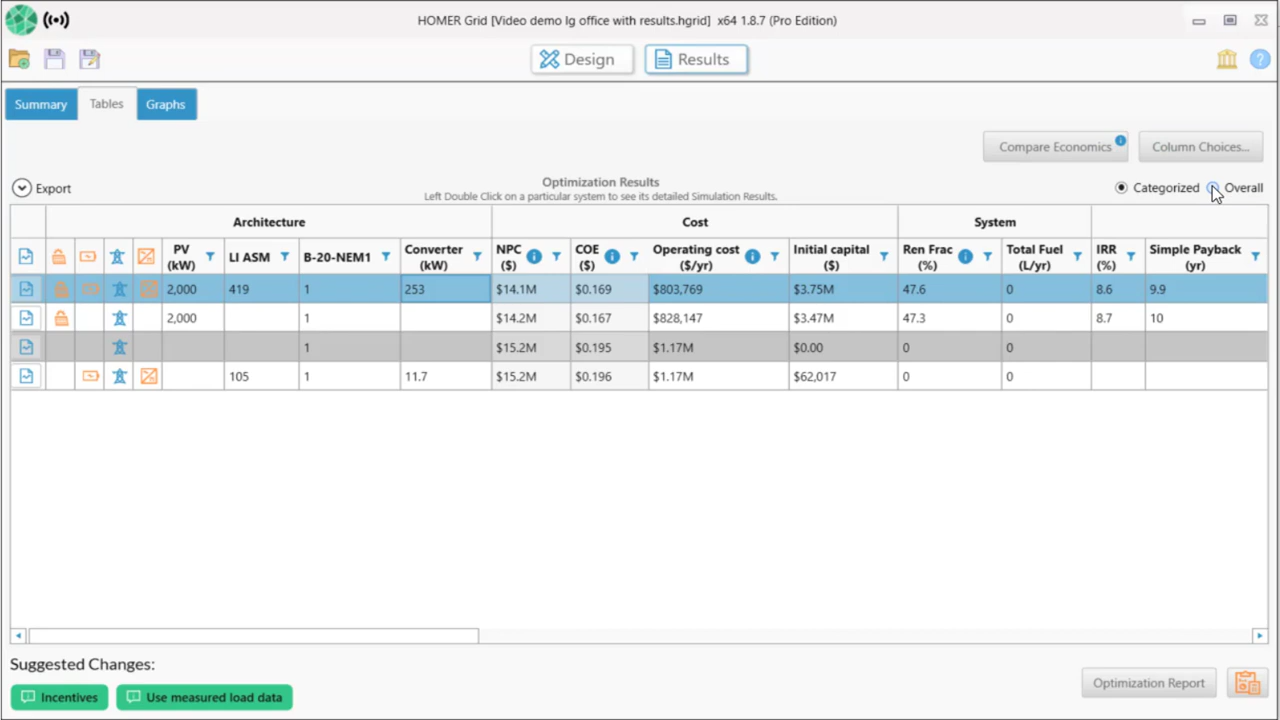 HOMER Grid [Video demo lg office with results.hgrid] x64 1.8.7 (Pro Edition)
Design
Results
Summary
Tables
Graphs
Compare Economics
Column Choices...
Export
Optimization Results
Left Double Click on a particular system to see its detailed Simulation Results.
Categorized
Overall
Architecture Cost System
PV (kW) LI ASM B-20-NEM1 Converter (kW) NPC ($) COE ($) Operating cost ($/yr) Initial capital ($) Ren Frac (%) Total Fuel (L/yr) IRR (%) Simple Payback (yr)
2,000 419 1 253 $14.1M $0.169 $803,769 $3.75M 47.6 0 8.6 9.9
2,000 1 $14.2M $0.167 $828,147 $3.47M 47.3 0 8.7 10
1 $15.2M $0.195 $1.17M $0.00 0 0
105 1 11.7 $15.2M $0.196 $1.17M $62,017 0 0
Suggested Changes:
Incentives
Use measured load data
Optimization Report